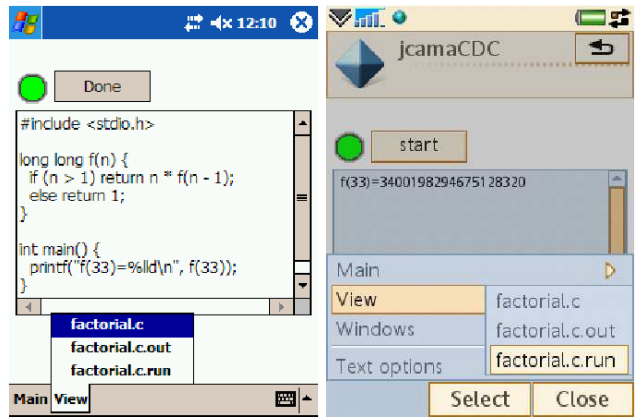 12:10
Done
#include <stdio.h>
long long f(n) {
if (n > 1) return n * f(n - 1);
else return 1;
}
int main() {
printf("f(33)=%lld\n", f(33));
}
factorial.c
factorial.c.out
factorial.c.run
Main View
jcamaCDC
start
f(33)=3400198294675128320
Main
View
Windows
Text options
factorial.c
factorial.c.out
factorial.c.run
Select Close